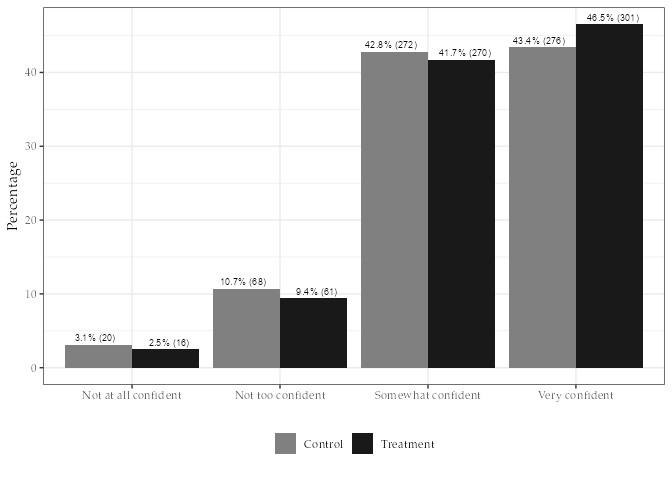 46.5% (301)
43.4% (276)
42.8% (272)
41.7% (270)
10.7% (68)
9.4% (61)
3.1% (20)
2.5% (16)
Percentage
40
30
20
10
0
Not at all confident
Not too confident
Somewhat confident
Very confident
Control
Treatment